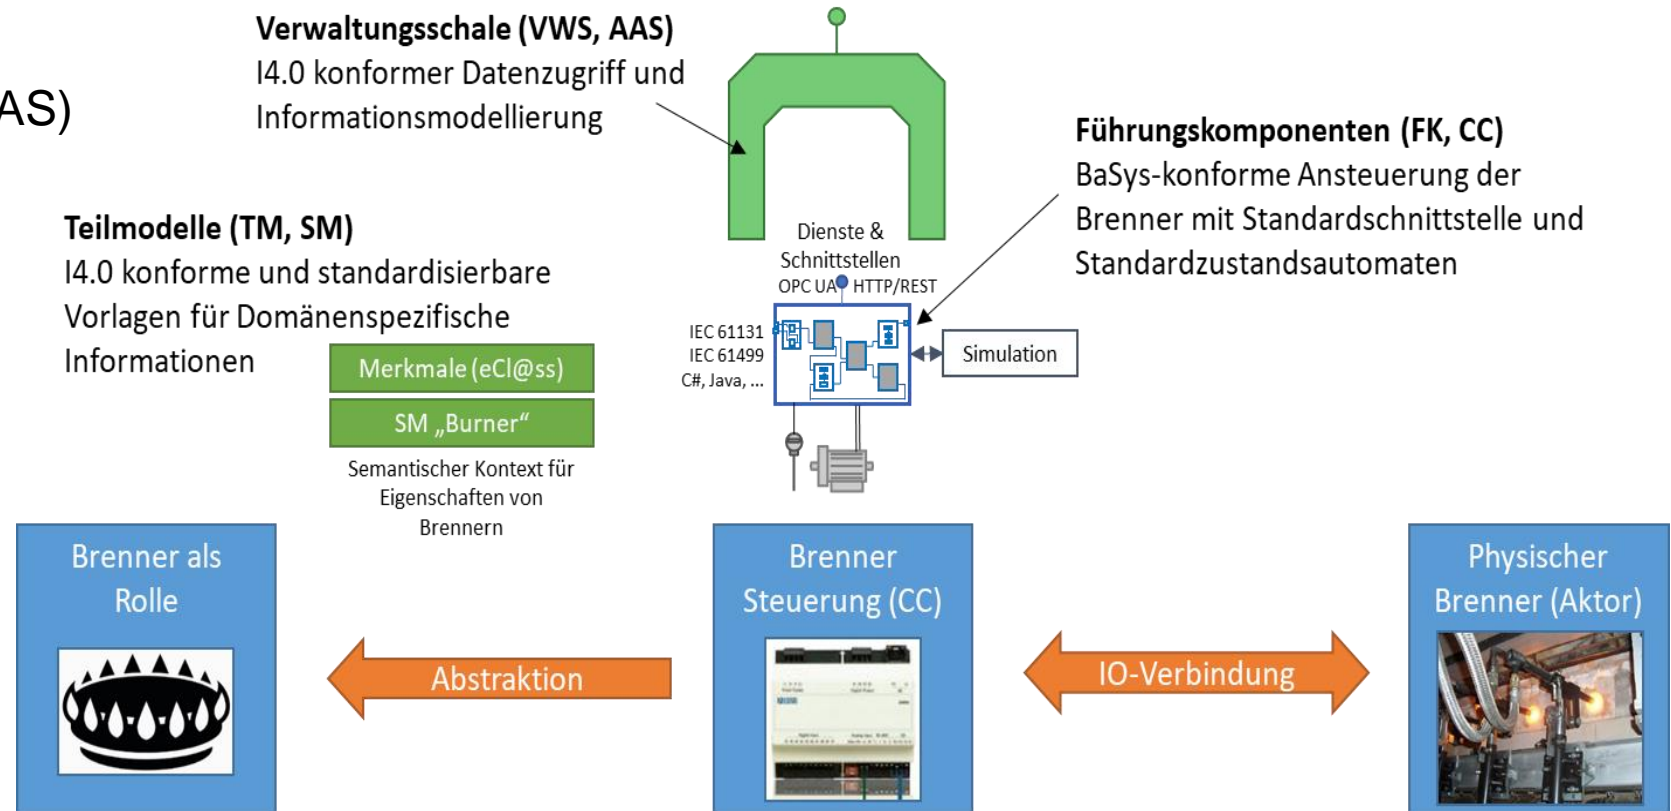 AS)
Verwaltungsschale (VWS, AAS)
I4.0 konformer Datenzugriff und
Informationsmodellierung
Führungskomponenten (FK, CC)
BaSys-konforme Ansteuerung der
Brenner mit Standardschnittstelle und
Standardzustandsautomaten
Teilmodelle (TM, SM)
I4.0 konforme und standardisierbare
Vorlagen für Domänenspezifische
Informationen
Merkmale (eCl@ss)
SM „Burner“
Semantischer Kontext für
Eigenschaften von
Brennern
Dienste &
Schnittstellen
OPC UA HTTP/REST
IEC 61131
IEC 61499
C#, Java, ...
Simulation
Brenner als
Rolle
Abstraktion
Brenner
Steuerung (CC)
IO-Verbindung
Physischer
Brenner (Aktor)